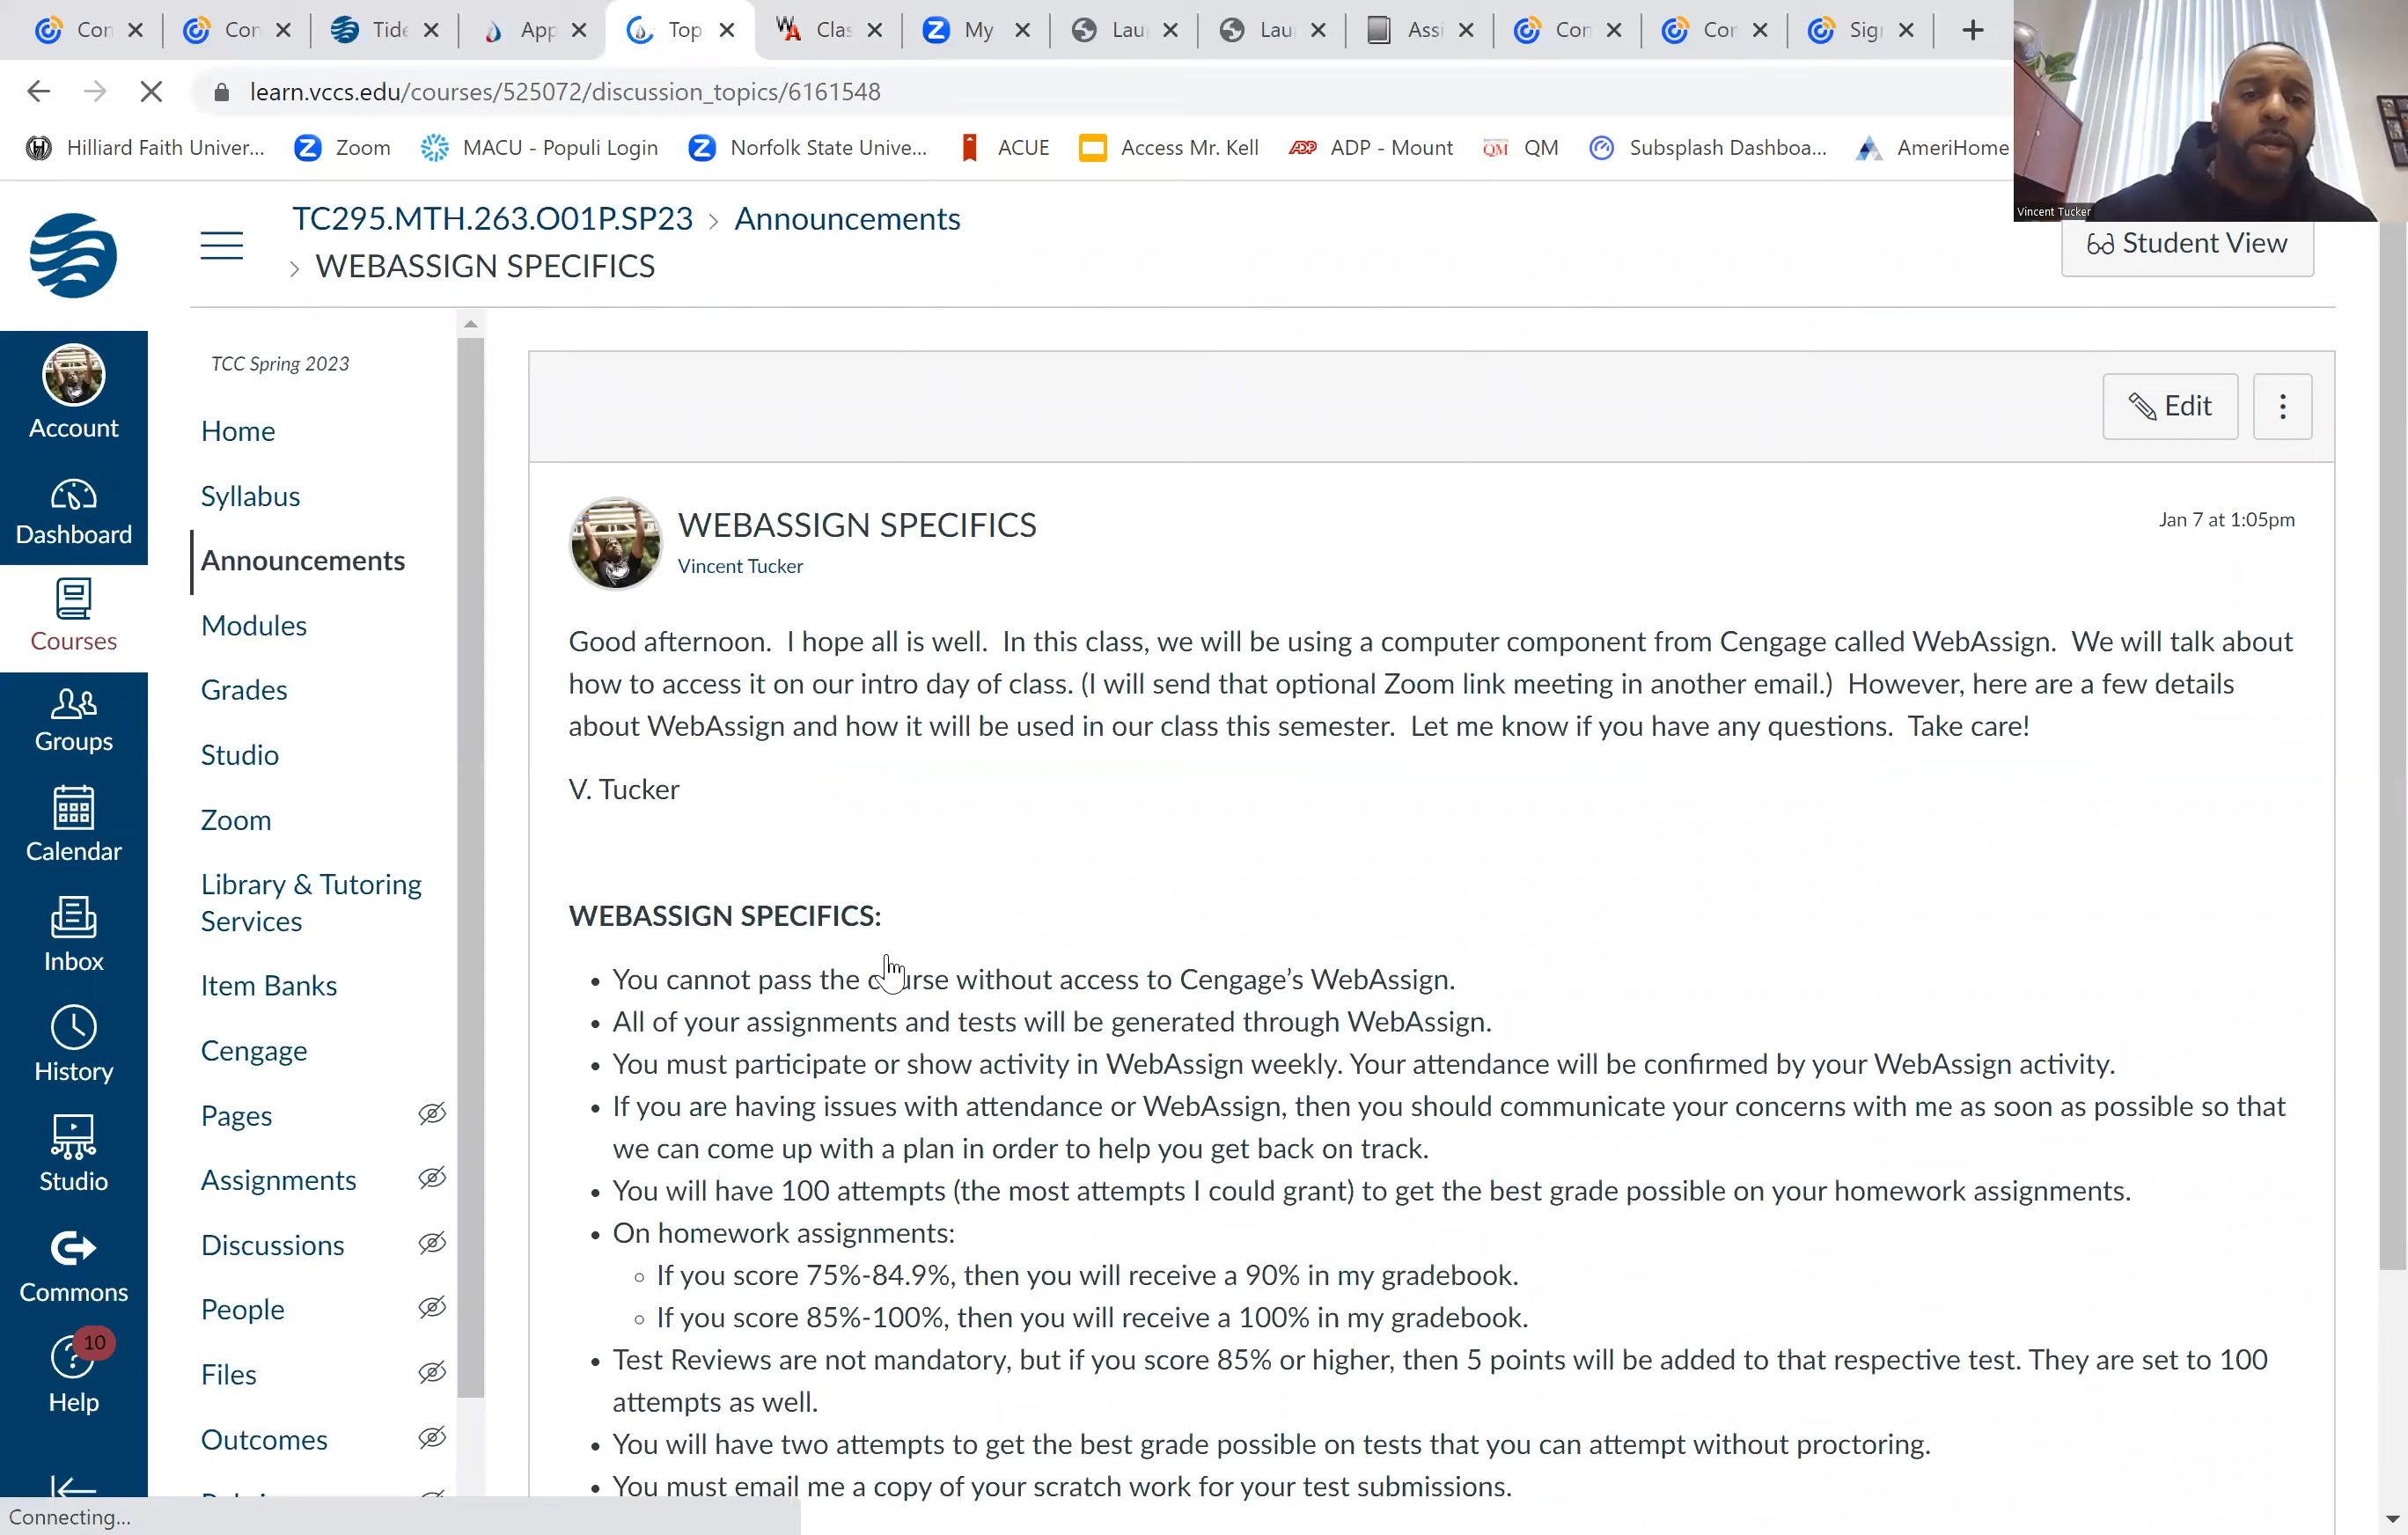 Con
Con
Tide
App
Top
WA
Clas
My
Lau
Lau
Assi
Con
Con
Sign
learn.vccs.edu/courses/525072/discussion_topics/6161548
Hilliard Faith Univer...
Zoom
MACU - Populi Login
Norfolk State Unive...
ACUE
Access Mr. Kell
ADP - Mount
QM
Subsplash Dashboa...
AmeriHome
Vincent Tucker
TC295.MTH.263.O01P.SP23 > Announcements
> WEBASSIGN SPECIFICS
Student View
Account
Dashboard
Courses
Groups
Calendar
Inbox
History
Studio
Commons
10
Help
TCC Spring 2023
Home
Syllabus
Announcements
Modules
Grades
Studio
Zoom
Library & Tutoring
Services
Item Banks
Cengage
Pages
Assignments
Discussions
People
Files
Outcomes
Edit
WEBASSIGN SPECIFICS
Jan 7 at 1:05pm
Vincent Tucker
Good afternoon. I hope all is well. In this class, we will be using a computer component from Cengage called WebAssign. We will talk about
how to access it on our intro day of class. (I will send that optional Zoom link meeting in another email.) However, here are a few details
about WebAssign and how it will be used in our class this semester. Let me know if you have any questions. Take care!
V. Tucker
WEBASSIGN SPECIFICS:
• You cannot pass the course without access to Cengage’s WebAssign.
• All of your assignments and tests will be generated through WebAssign.
• You must participate or show activity in WebAssign weekly. Your attendance will be confirmed by your WebAssign activity.
• If you are having issues with attendance or WebAssign, then you should communicate your concerns with me as soon as possible so that
we can come up with a plan in order to help you get back on track.
• You will have 100 attempts (the most attempts I could grant) to get the best grade possible on your homework assignments.
• On homework assignments:
◦ If you score 75%-84.9%, then you will receive a 90% in my gradebook.
◦ If you score 85%-100%, then you will receive a 100% in my gradebook.
• Test Reviews are not mandatory, but if you score 85% or higher, then 5 points will be added to that respective test. They are set to 100
attempts as well.
• You will have two attempts to get the best grade possible on tests that you can attempt without proctoring.
• You must email me a copy of your scratch work for your test submissions.
Connecting...